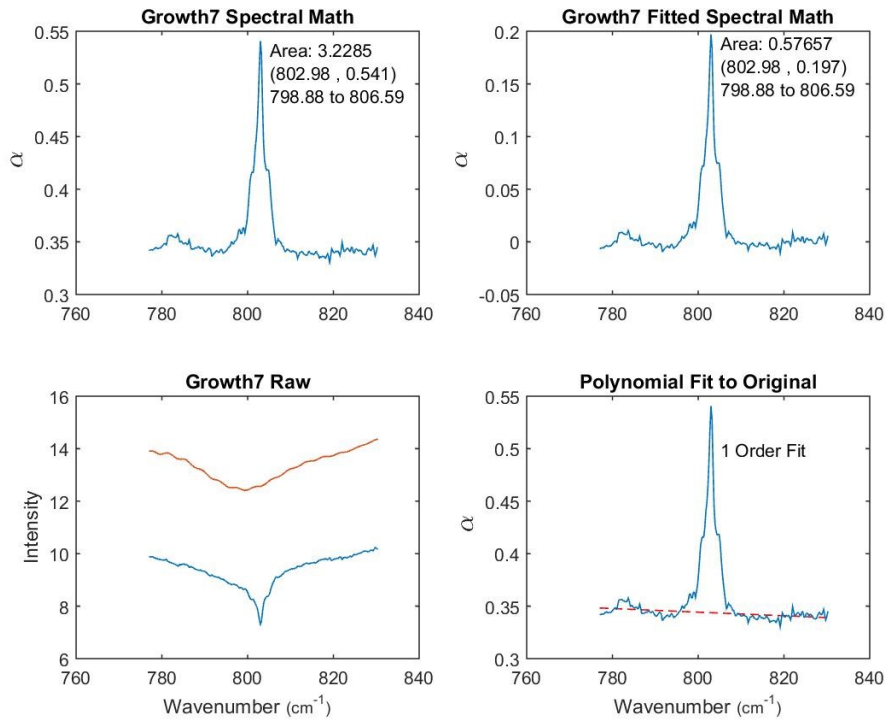 Growth7 Spectral Math
0.55
0.5
0.45
0.4
0.35
0.3
α
760
780
800
820
840
Area: 3.2285
(802.98 , 0.541)
798.88 to 806.59
Growth7 Fitted Spectral Math
0.2
0.15
0.1
0.05
0
-0.05
α
760
780
800
820
840
Area: 0.57657
(802.98 , 0.197)
798.88 to 806.59
Growth7 Raw
16
14
12
10
8
6
Intensity
760
780
800
820
840
Wavenumber (cm⁻¹)
Polynomial Fit to Original
0.55
0.5
0.45
0.4
0.35
0.3
α
1 Order Fit
760
780
800
820
840
Wavenumber (cm⁻¹)